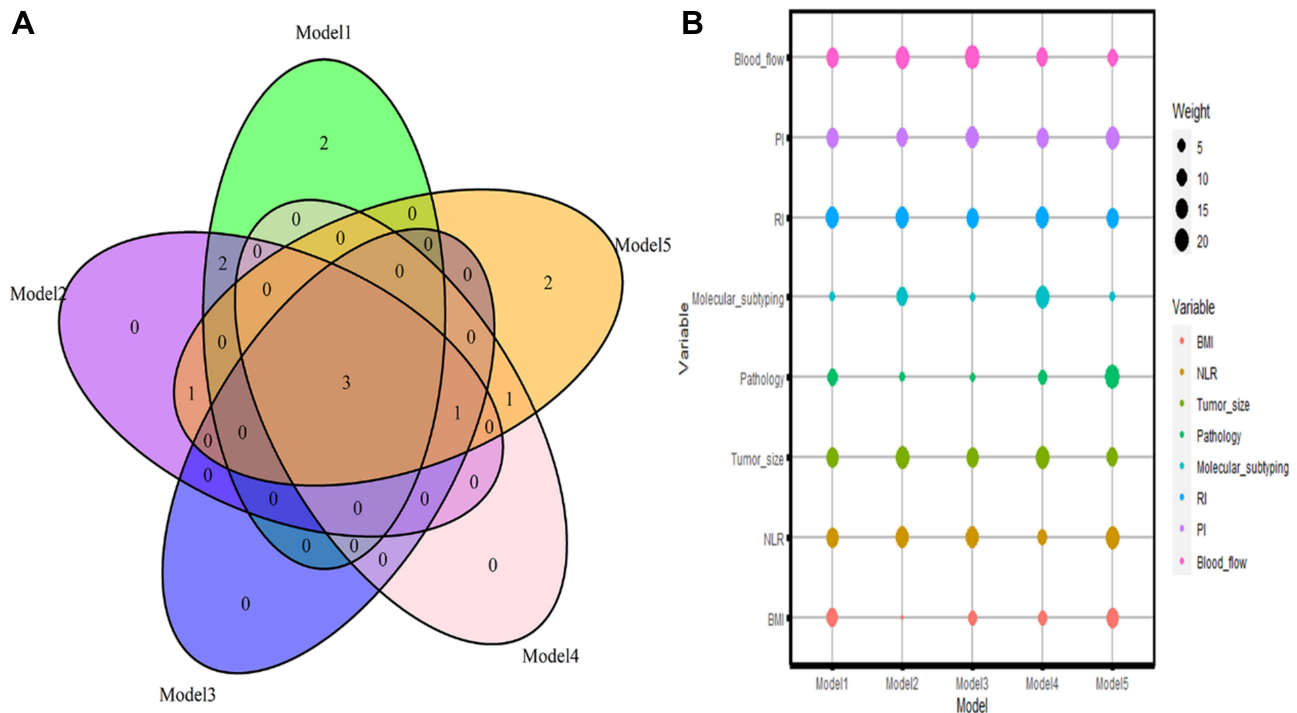 A
B
Model1
2
Model5
0
0
0
0
0
2
0
0
0
2
Model2
0
0
0
0
1
3
1
1
0
0
0
0
0
0
0
0
0
0
0
0
0
0
Model4
Model3
Blood_flow
PI
RI
Molecular_subtyping
Pathology
Tumor_size
NLR
BMI
Variable
Model1 Model2 Model3 Model4 Model5
Model
Weight
5
10
15
20
Variable
BMI
NLR
Tumor_size
Pathology
Molecular_subtyping
RI
PI
Blood_flow